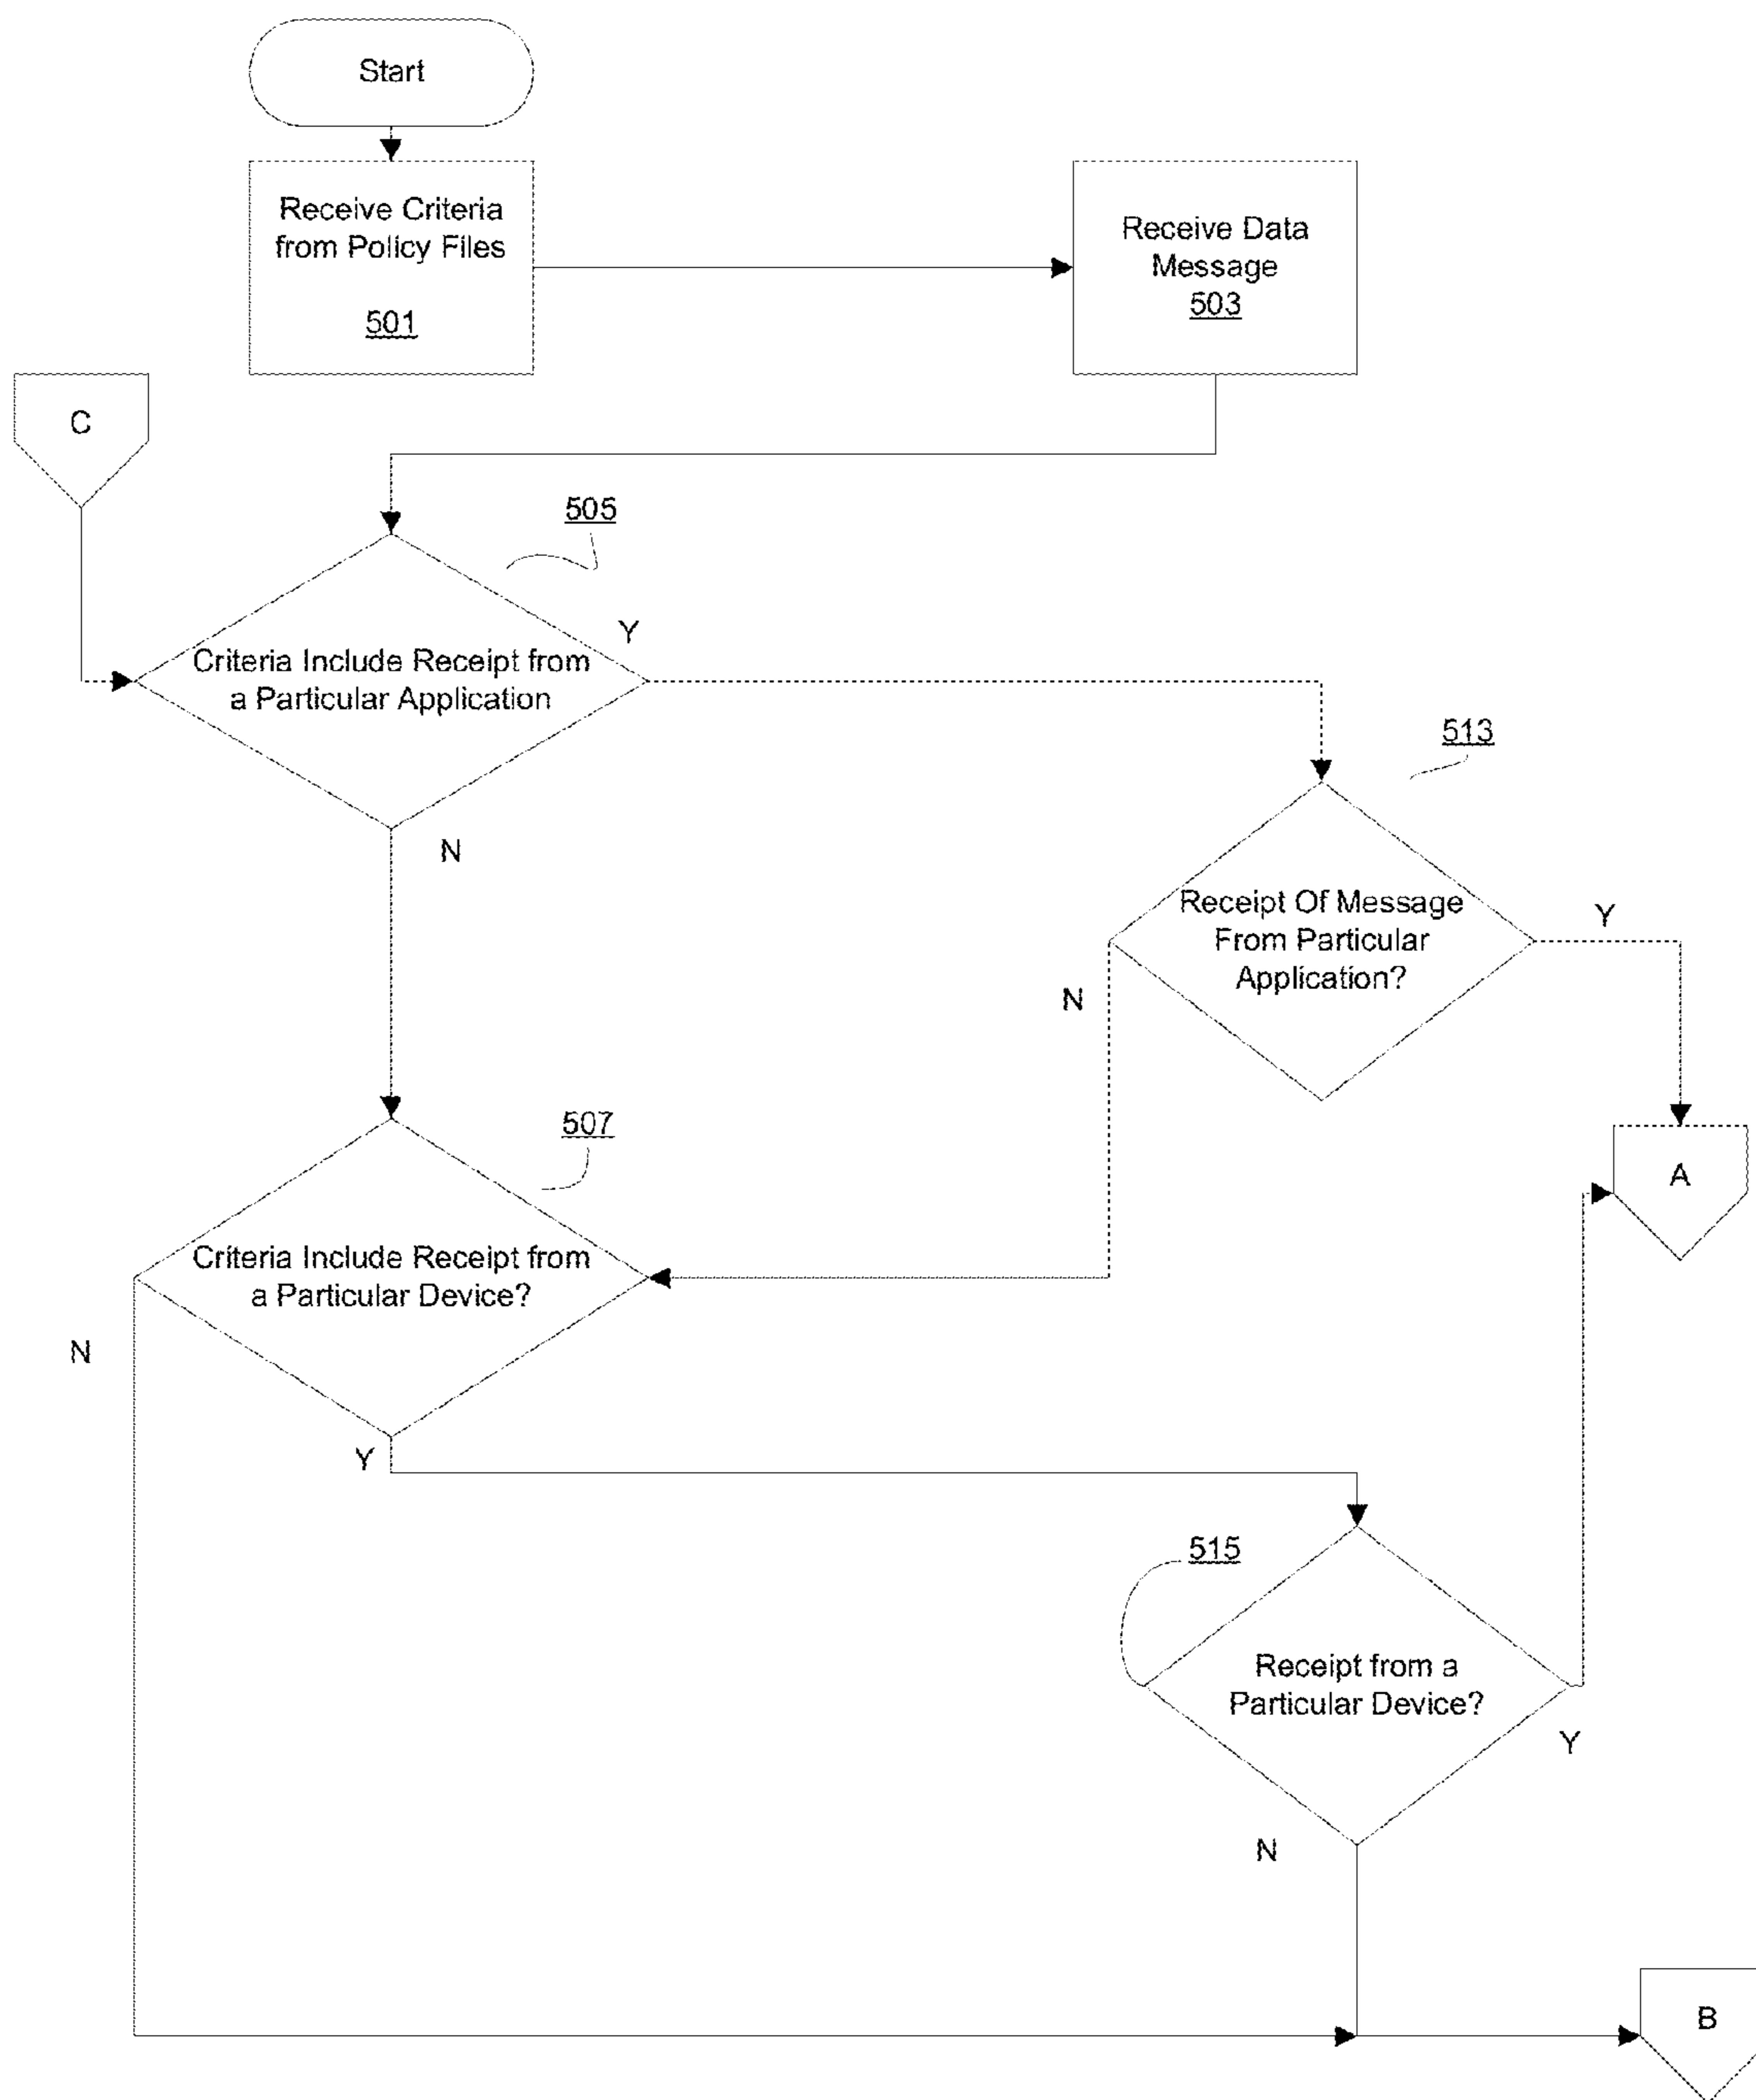 Start
Receive Criteria
from Policy Files
501
Receive Data
Message
503
C
505
Criteria Include Receipt from
a Particular Application
Y
N
513
Receipt Of Message
From Particular
Application?
Y
N
A
507
Criteria Include Receipt from
a Particular Device?
N
Y
515
Receipt from a
Particular Device?
Y
N
B